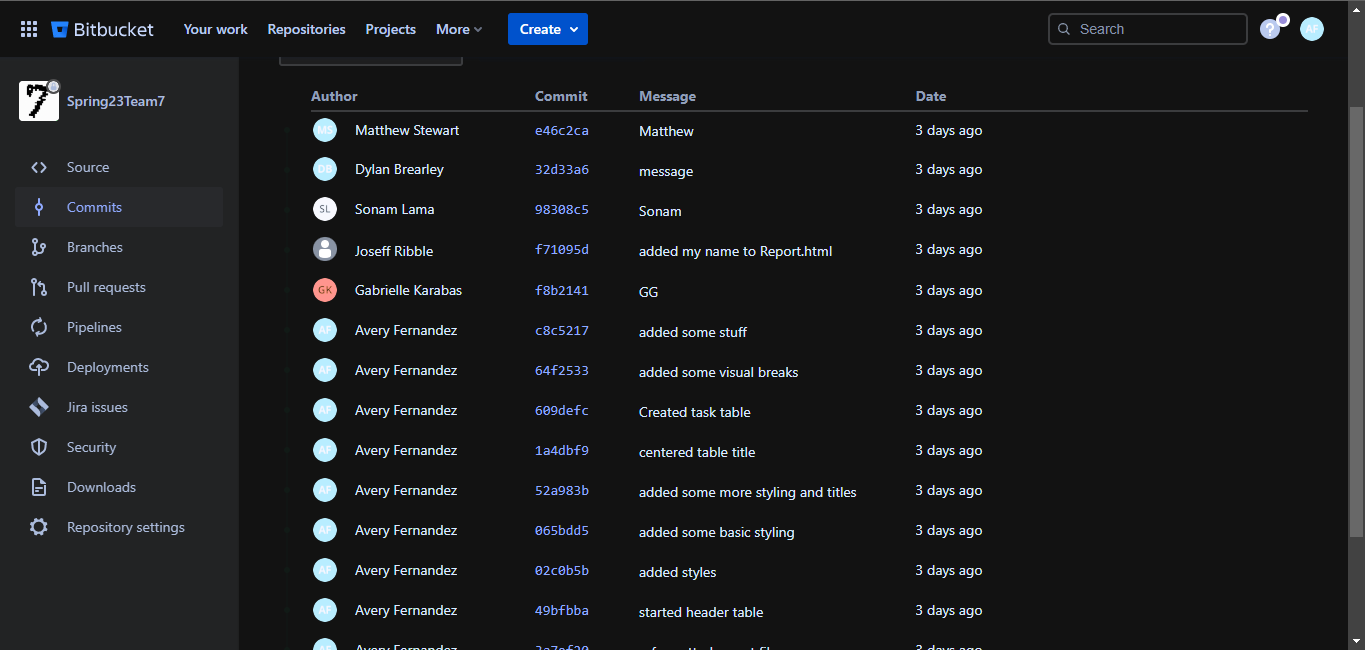 Bitbucket Your work Repositories Projects More Create Search ? AF
7 Spring23Team7
Source
Commits
Branches
Pull requests
Pipelines
Deployments
Jira issues
Security
Downloads
Repository settings
Author Commit Message Date
MS Matthew Stewart e46c2ca Matthew 3 days ago
DB Dylan Brearley 32d33a6 message 3 days ago
SL Sonam Lama 98308c5 Sonam 3 days ago
Joseff Ribble f71095d added my name to Report.html 3 days ago
GK Gabrielle Karabas f8b2141 GG 3 days ago
AF Avery Fernandez c8c5217 added some stuff 3 days ago
AF Avery Fernandez 64f2533 added some visual breaks 3 days ago
AF Avery Fernandez 609defc Created task table 3 days ago
AF Avery Fernandez 1a4dbf9 centered table title 3 days ago
AF Avery Fernandez 52a983b added some more styling and titles 3 days ago
AF Avery Fernandez 065bdd5 added some basic styling 3 days ago
AF Avery Fernandez 02c0b5b added styles 3 days ago
AF Avery Fernandez 49bfbba started header table 3 days ago
AF Avery Fernandez 3 days ago